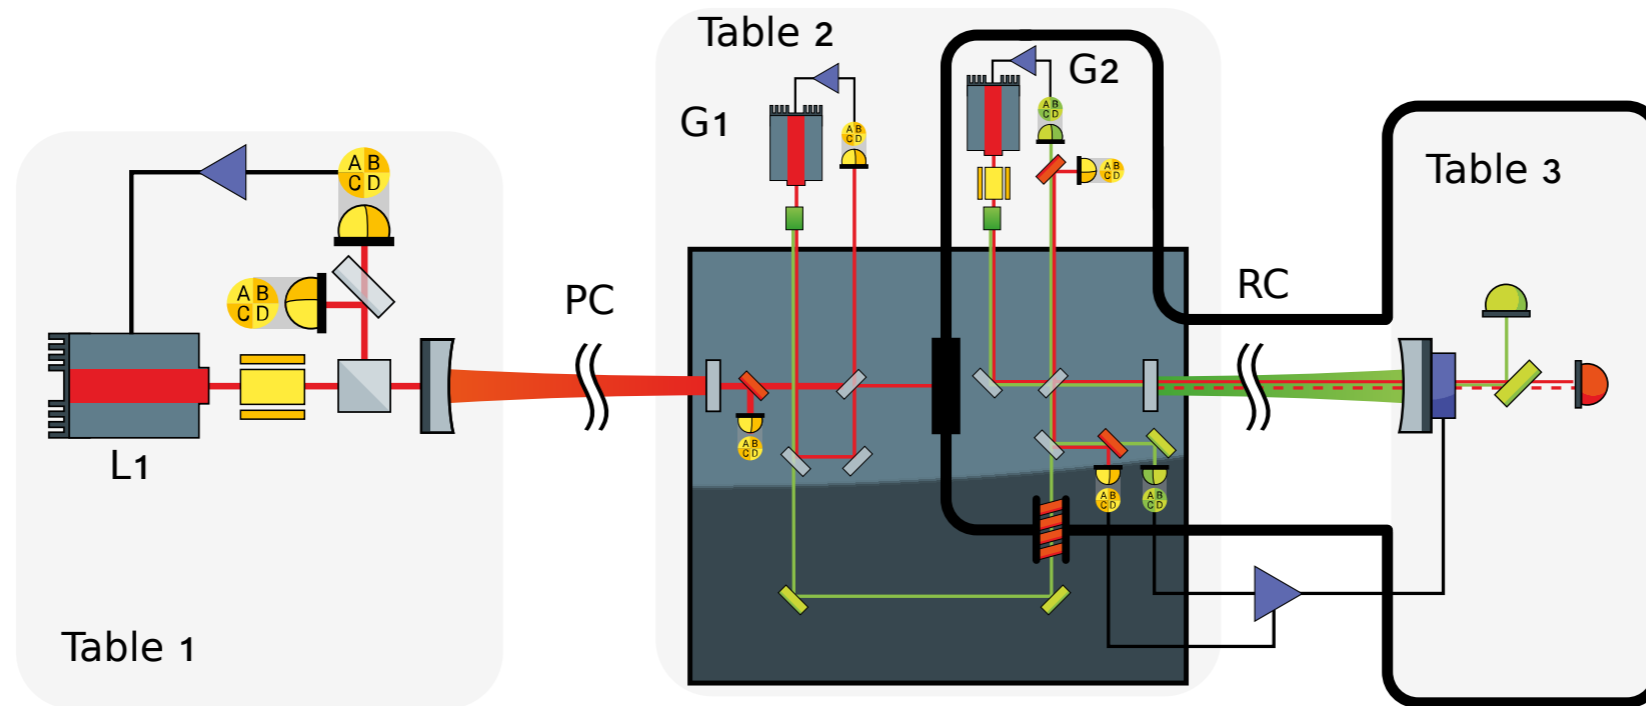 Table 2
G1
G2
A B
C D
A B
C D
A B
C D
A B
C D
Table 3
A B
C D
PC
RC
L1
A B
C D
A B
C D
A B
C D
Table 1